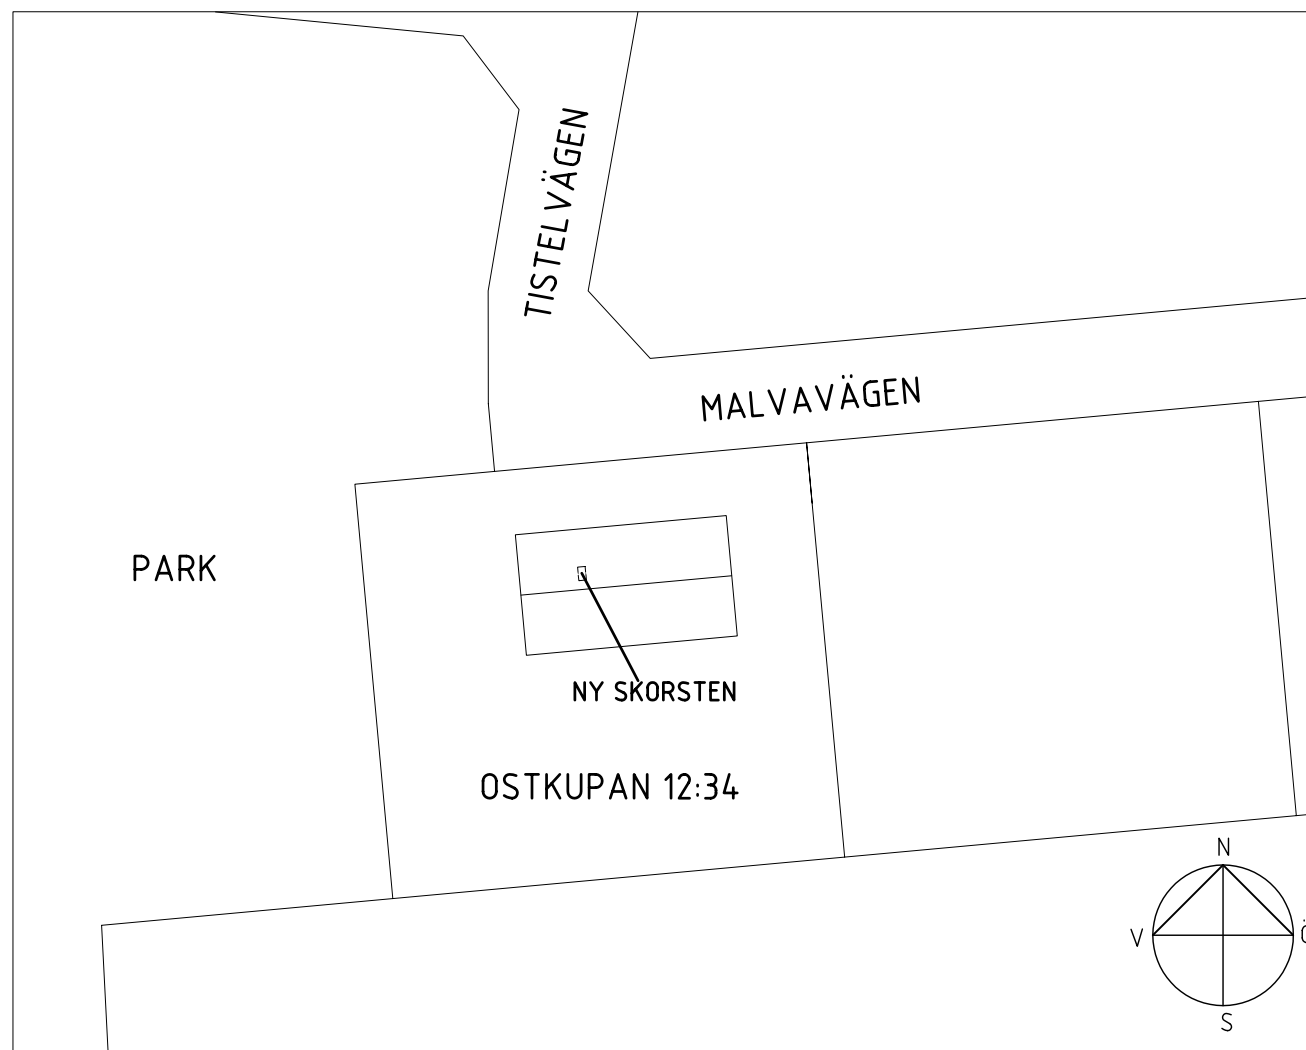 TISTELVÄGEN
MALVAVÄGEN
PARK
NY SKORSTEN
OSTKUPAN 12:34
N
V
Ö
S